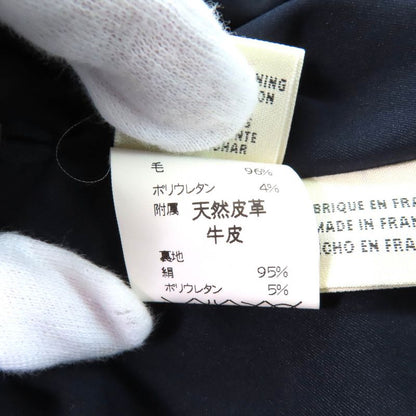 NING
ON
S
ANTE
DHAR
毛 96%
ポリウレタン 4%
附属 天然皮革
牛皮
裏地
絹 95%
ポリウレタン 5%
BRIQUE EN FRA
MADE IN FRAN
CHO EN FRAN